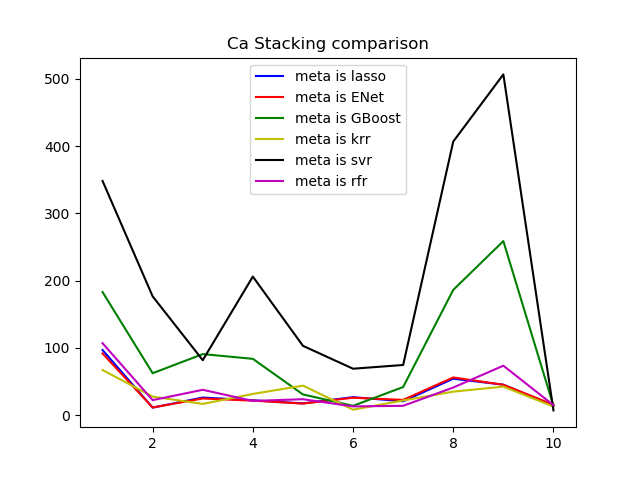 Ca Stacking comparison
500
400
300
200
100
0
meta is lasso
meta is ENet
meta is GBoost
meta is krr
meta is svr
meta is rfr
2 4 6 8 10